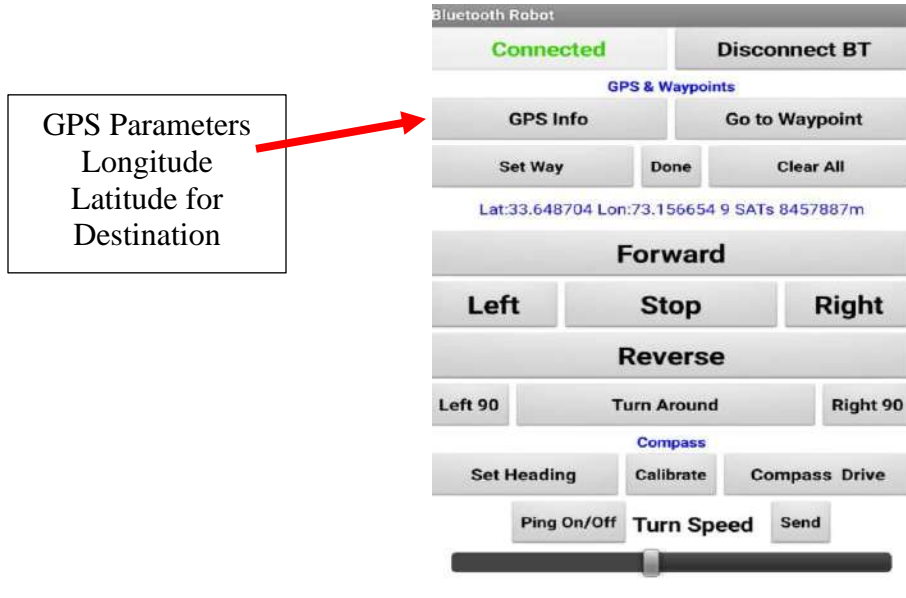 GPS Parameters
Longitude
Latitude for
Destination
Bluetooth Robot
Connected Disconnect BT
GPS & Waypoints
GPS Info Go to Waypoint
Set Way Done Clear All
Lat:33.648704 Lon:73.156654 9 SATs 8457887m
Forward
Left Stop Right
Reverse
Left 90 Turn Around Right 90
Compass
Set Heading Calibrate Compass Drive
Ping On/Off Turn Speed Send